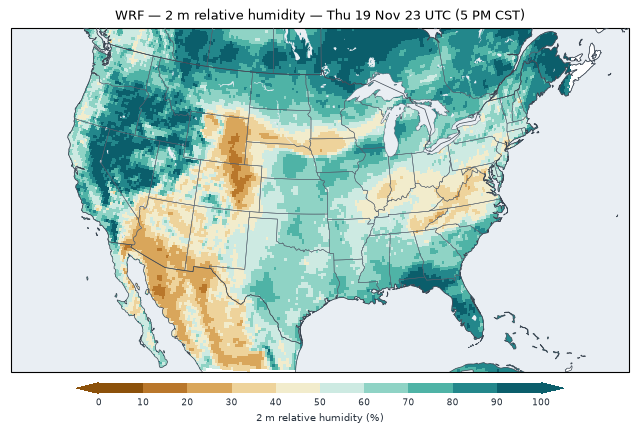 WRF — 2 m relative humidity — Thu 19 Nov 23 UTC (5 PM CST)
0 10 20 30 40 50 60 70 80 90 100
2 m relative humidity (%)